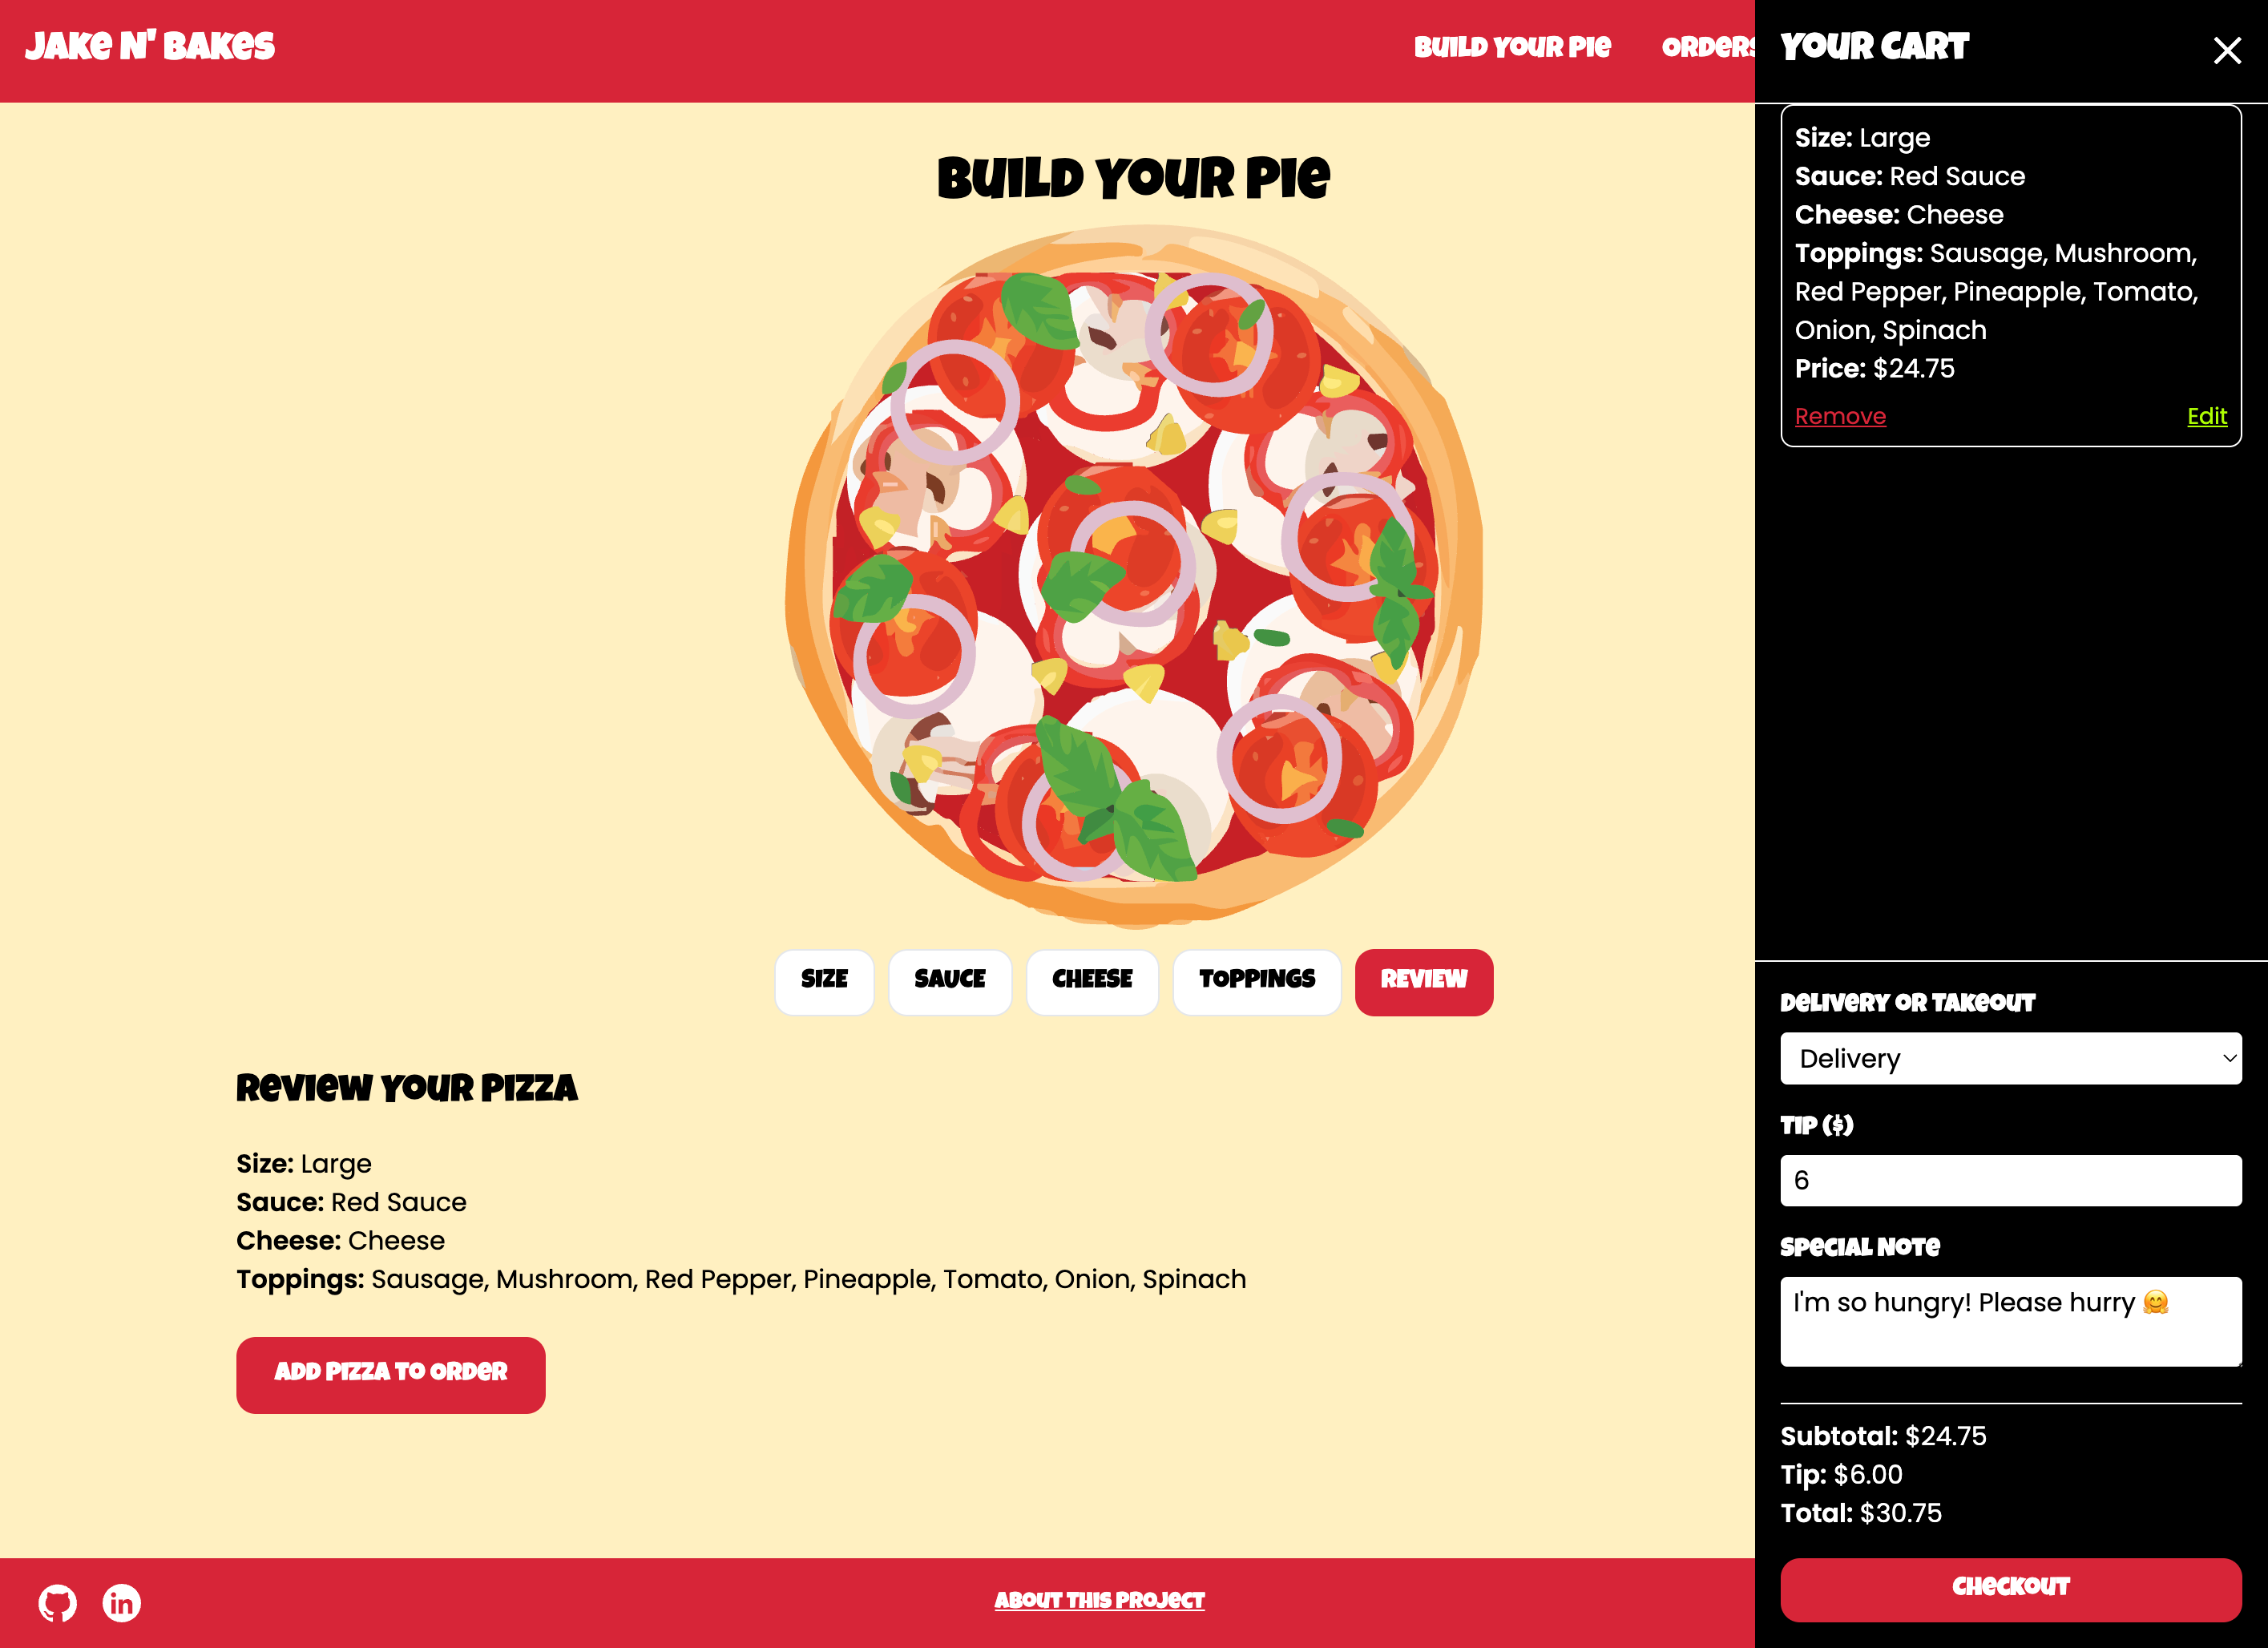 Jake N' Bakes
Build Your Pie
Orders
Your Cart
Size: Large
Sauce: Red Sauce
Cheese: Cheese
Toppings: Sausage, Mushroom,
Red Pepper, Pineapple, Tomato,
Onion, Spinach
Price: $24.75
Remove
Edit
Build Your Pie
SIZE
SAUCE
CHEESE
TOPPINGS
REVIEW
Review Your Pizza
Size: Large
Sauce: Red Sauce
Cheese: Cheese
Toppings: Sausage, Mushroom, Red Pepper, Pineapple, Tomato, Onion, Spinach
Add Pizza to Order
Delivery or Takeout
Delivery
Tip ($)
6
Special Note
I'm so hungry! Please hurry 🤗
Subtotal: $24.75
Tip: $6.00
Total: $30.75
Checkout
About this project